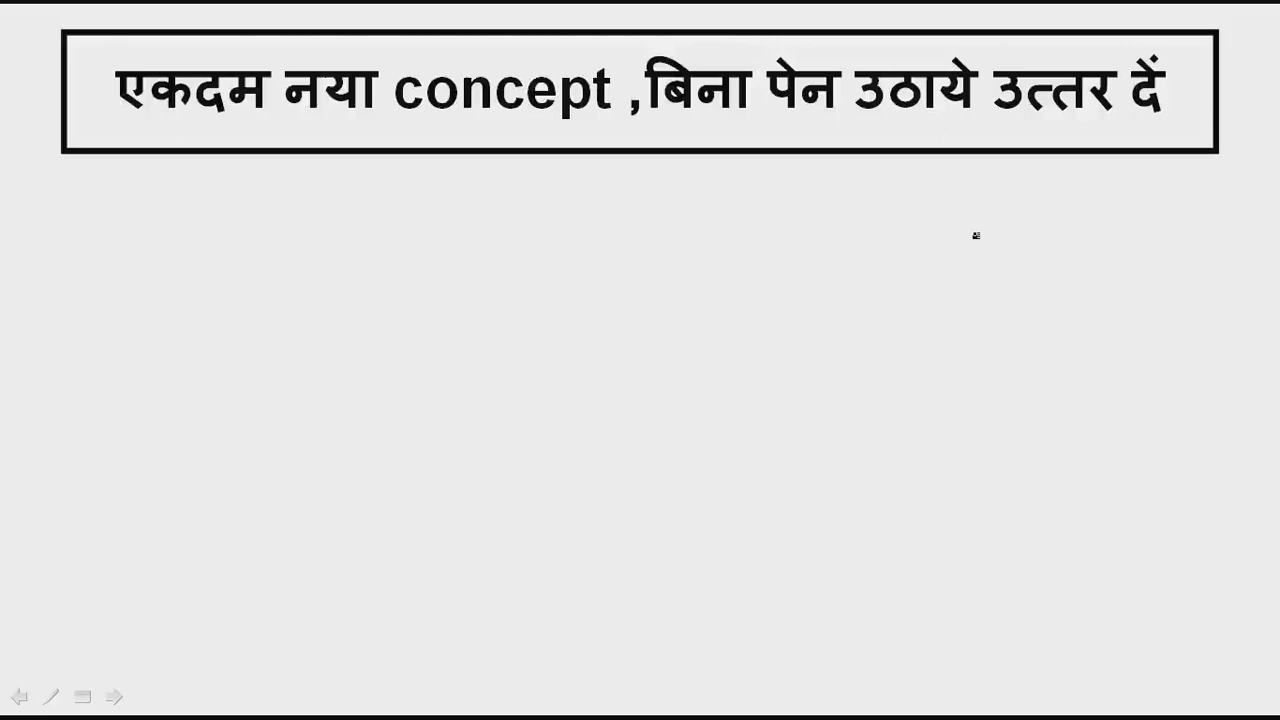 एकदम नया concept ,बिना पेन उठाये उत्तर दें